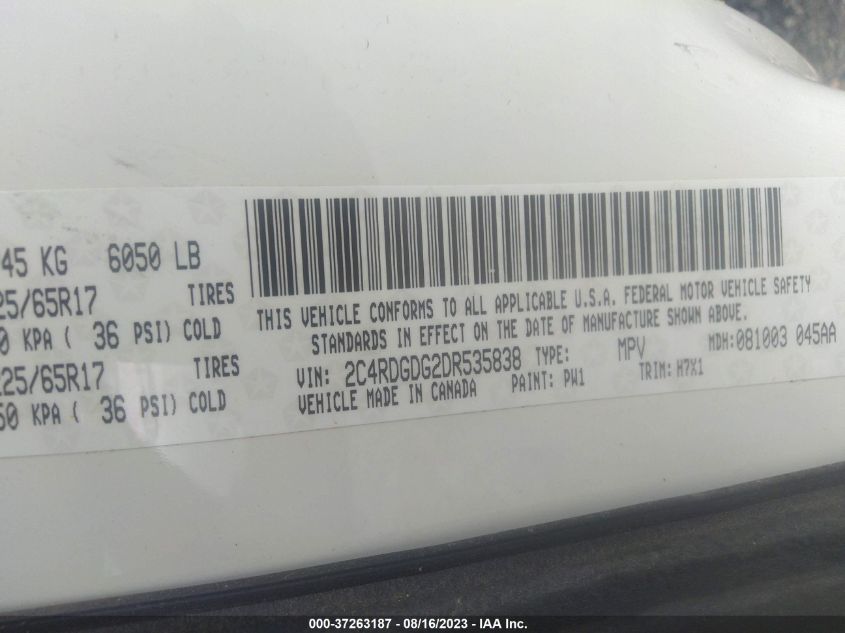 45 KG 6050 LB
25/65R17 TIRES
0 KPA ( 36 PSI) COLD
225/65R17 TIRES
50 KPA ( 36 PSI) COLD
THIS VEHICLE CONFORMS TO ALL APPLICABLE U.S.A. FEDERAL MOTOR VEHICLE SAFETY
STANDARDS IN EFFECT ON THE DATE OF MANUFACTURE SHOWN ABOVE.
VIN: 2C4RDGDG2DR535838 TYPE: MPV MDH:081003 045AA
VEHICLE MADE IN CANADA PAINT: PW1 TRIM: H7X1
000-37263187 - 08/16/2023 - IAA Inc.